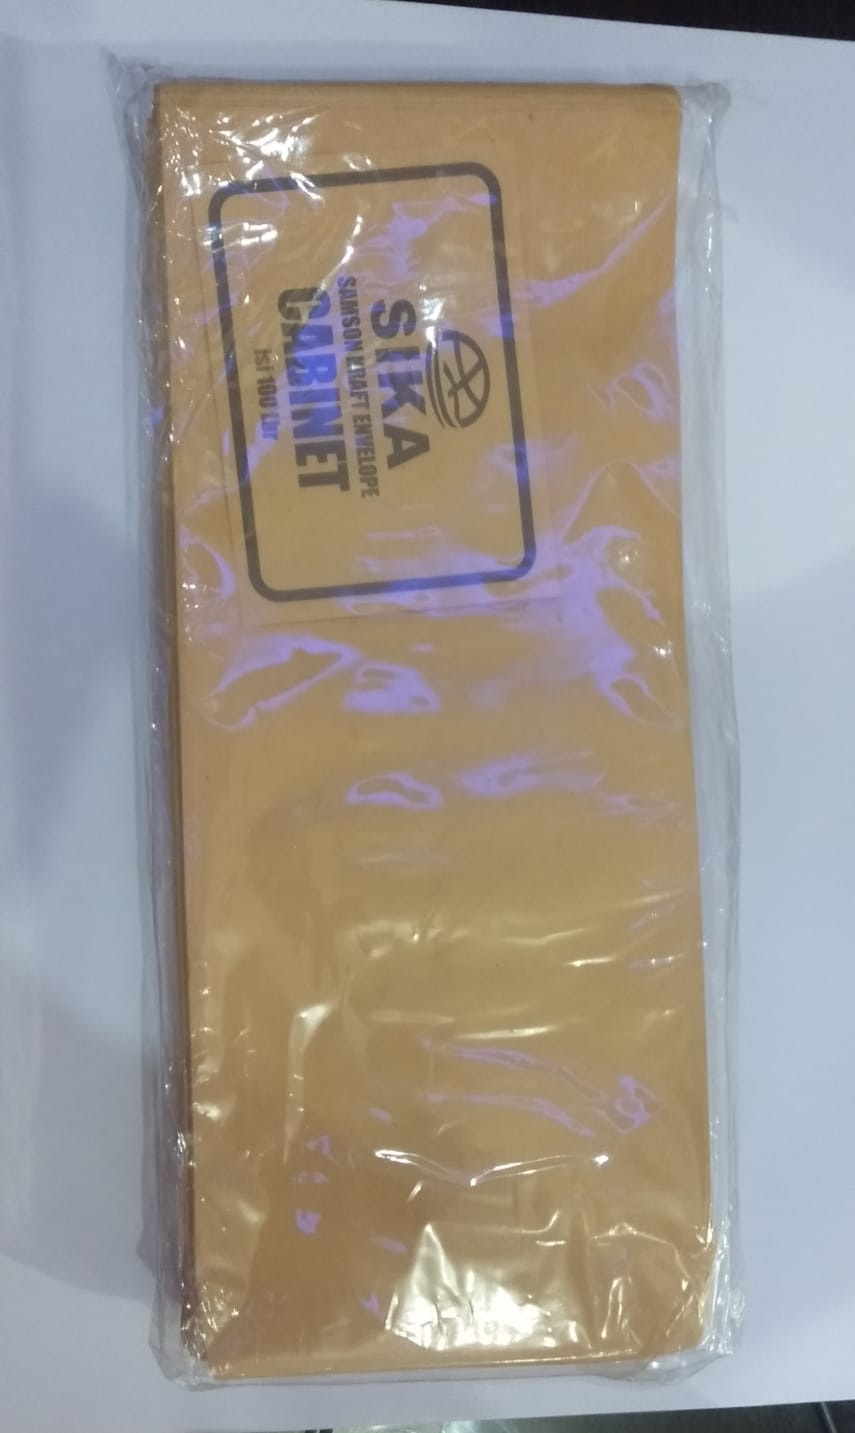 SIKA
SAMSON KRAFT ENVELOPE
CABINET
isi 100 Lbr